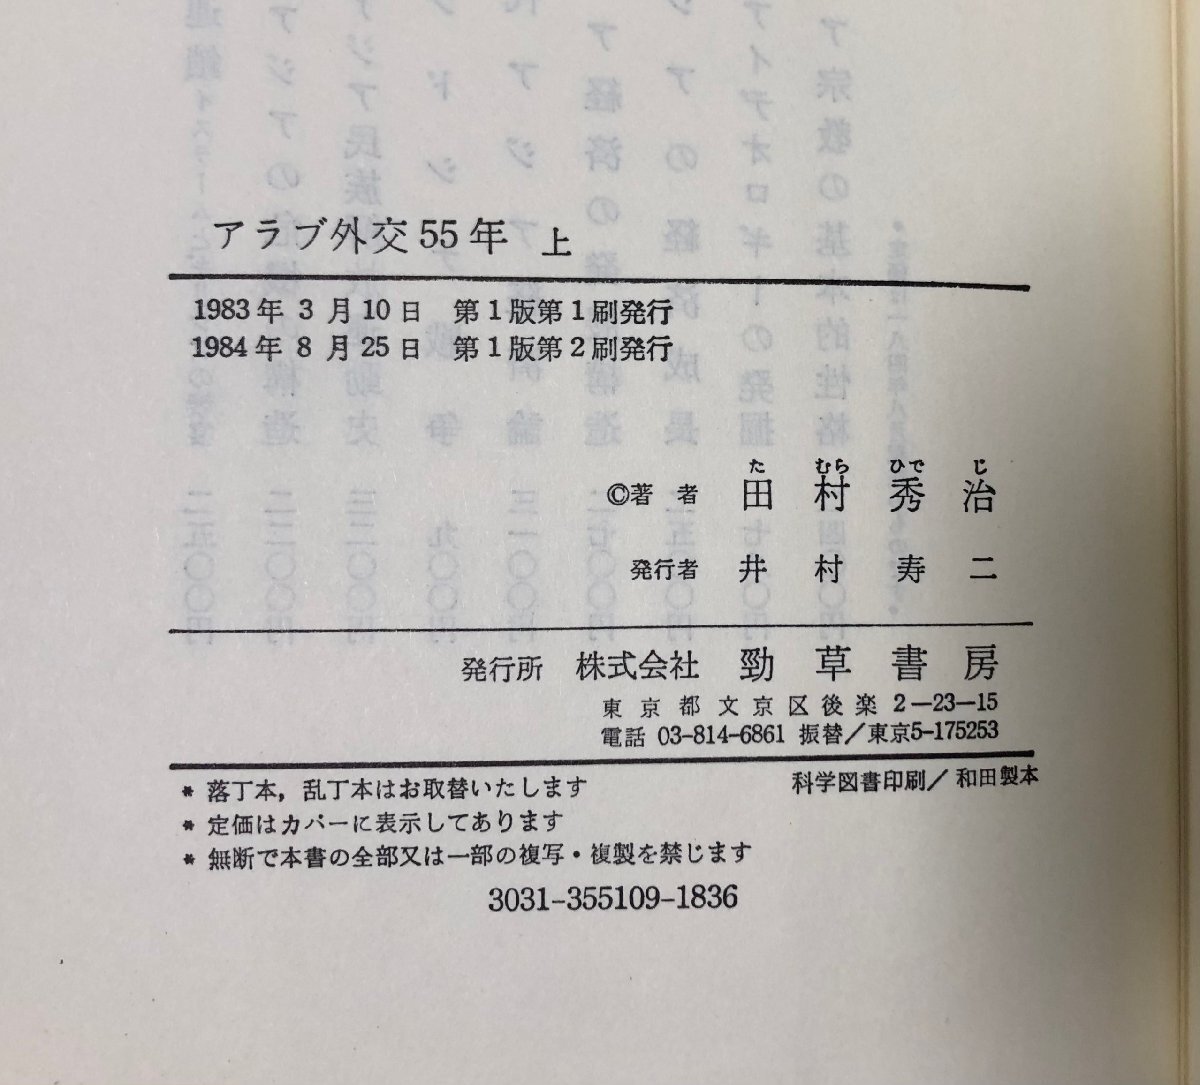 アラブ外交55年 上
1983年3月10日 第1版第1刷発行
1984年8月25日 第1版第2刷発行
た むら ひで じ
©著者 田村秀治
発行者 井村寿二
発行所 株式会社 勁草書房
東京都文京区後楽2-23-15
電話 03-814-6861 振替/東京5-175253
科学図書印刷/和田製本
* 落丁本,乱丁本はお取替いたします
* 定価はカバーに表示してあります
* 無断で本書の全部又は一部の複写・複製を禁じます
3031-355109-1836